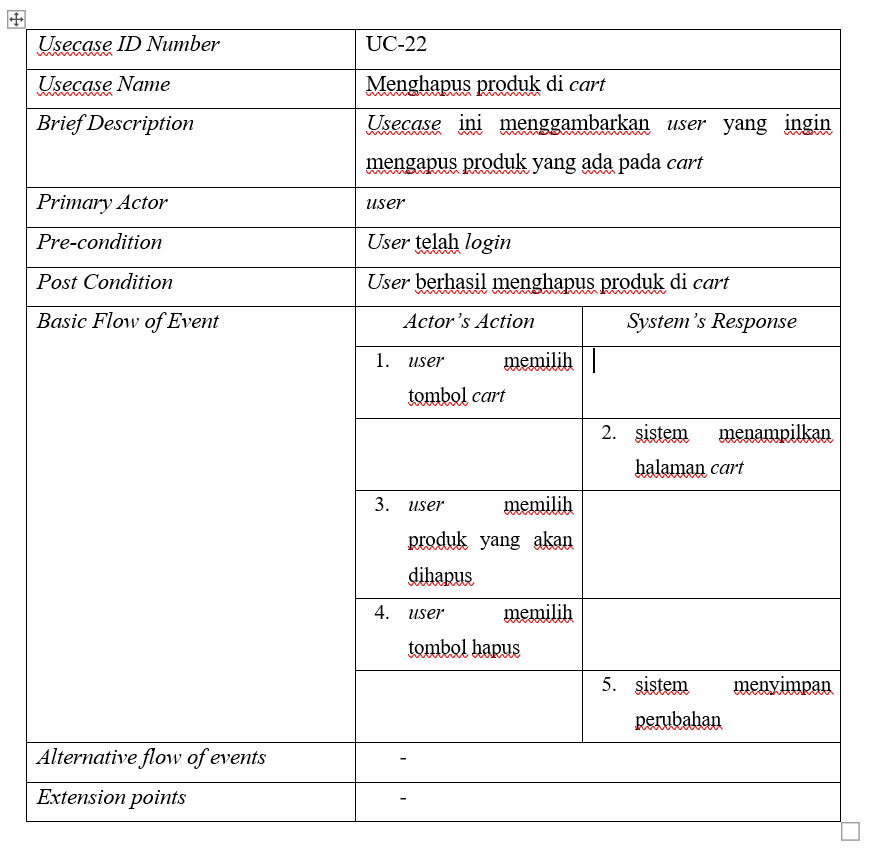 Usecase ID Number UC-22
Usecase Name Menghapus produk di cart
Brief Description Usecase ini menggambarkan user yang ingin
mengapus produk yang ada pada cart
Primary Actor user
Pre-condition User telah login
Post Condition User berhasil menghapus produk di cart
Basic Flow of Event Actor's Action System's Response
1. user memilih
tombol cart
2. sistem menampilkan
halaman cart
3. user memilih
produk yang akan
dihapus
4. user memilih
tombol hapus
5. sistem menyimpan
perubahan
Alternative flow of events -
Extension points -